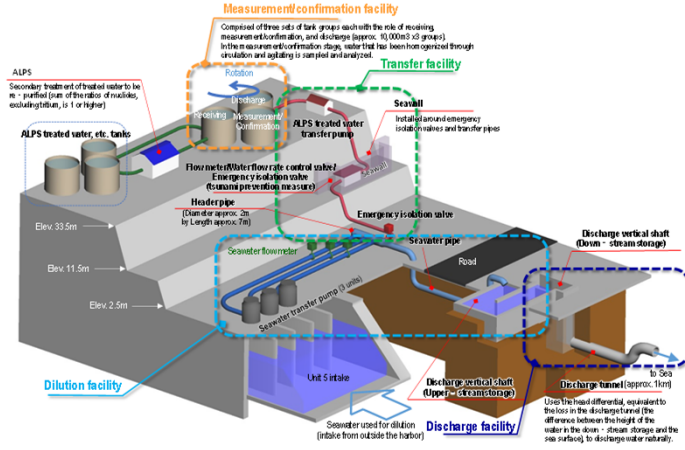 Measurement/confirmation facility
Comprised of three sets of tank groups each with the role of receiving,
measurement/confirmation, and discharge (approx. 10,000m3 x3 groups).
In the measurement/confirmation stage, water that has been homogenized through
circulation and agitating is sampled and analyzed.
Transfer facility
Rotation
Discharge
Receiving
Measurement/
Confirmation
ALPS
Secondary treatment of treated water to be
re‐purified (sum of the ratios of nuclides,
excluding tritium, is 1 or higher)
ALPS treated water, etc. tanks
ALPS treated water
transfer pump
Seawall
Installed around emergency
isolation valves and transfer pipes
Seawall
Flow meter/Water flow rate control valve/
Emergency isolation valve
(tsunami prevention measure)
Header pipe
(Diameter approx. 2m
by Length approx. 7m)
Emergency isolation valve
Elev. 33.5m
Elev. 11.5m
Elev. 2.5m
Seawater flowmeter
Seawater pipe
Road
Discharge vertical shaft
(Down‐stream storage)
Seawater transfer pump (3 units)
Unit 5 intake
Dilution facility
Discharge vertical shaft
(Upper‐stream storage)
Seawater used for dilution
(intake from outside the harbor)
Discharge facility
to Sea
Discharge tunnel (approx. 1km)
Uses the head differential, equivalent to
the loss in the discharge tunnel (the
difference between the height of the
water in the down‐stream storage and the
sea surface), to discharge water naturally.